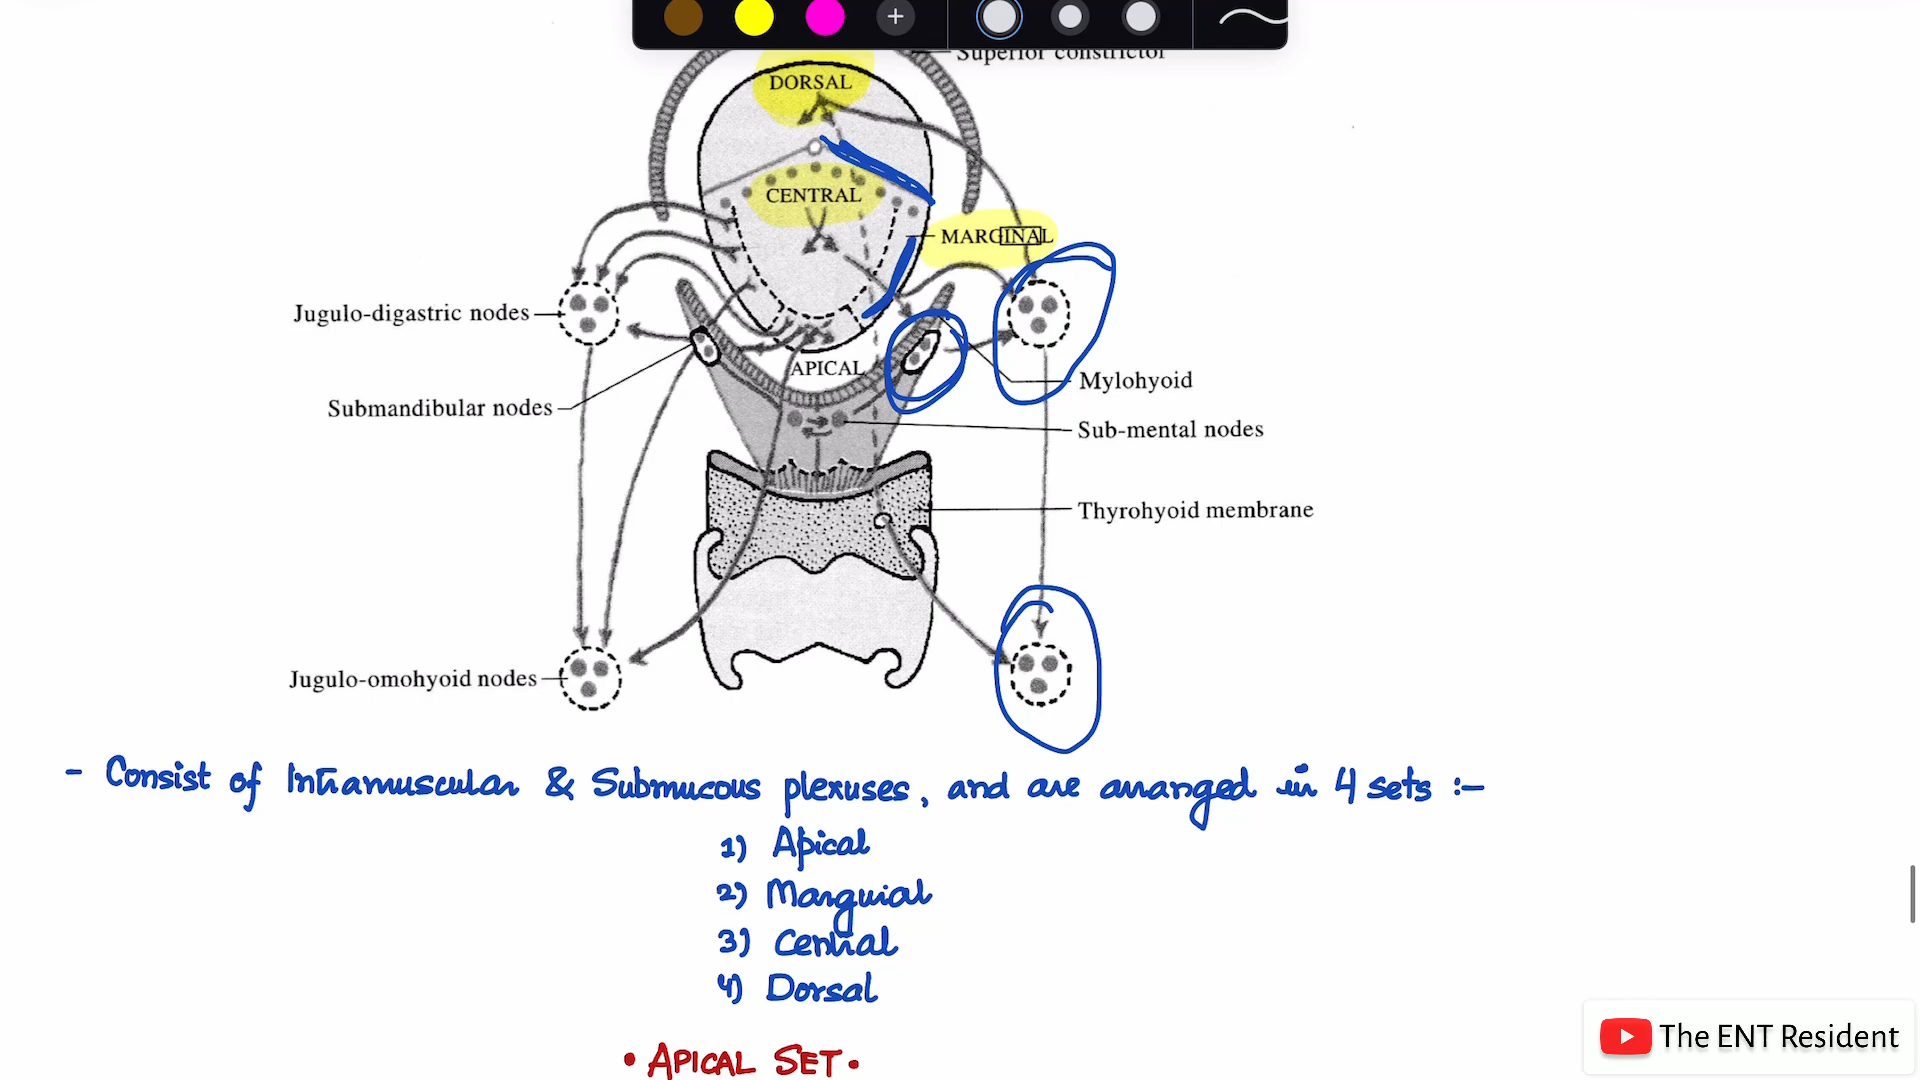 Superior constrictor
DORSAL
CENTRAL
MARGINAL
Jugulo-digastric nodes
APICAL
Mylohyoid
Submandibular nodes
Sub-mental nodes
Thyrohyoid membrane
Jugulo-omohyoid nodes
- Consist of Intramuscular & Submucous plexuses, and are arranged in 4 sets :-
1) Apical
2) Marginal
3) Central
4) Dorsal
• APICAL SET •
The ENT Resident